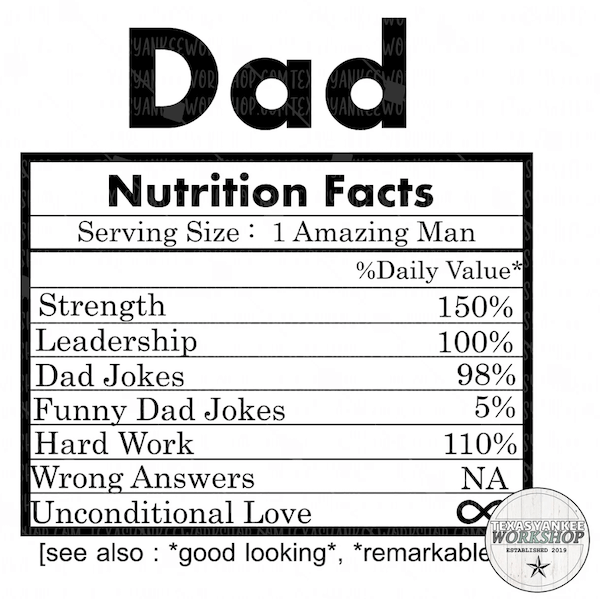 Dad
Nutrition Facts
Serving Size : 1 Amazing Man
%Daily Value*
Strength 150%
Leadership 100%
Dad Jokes 98%
Funny Dad Jokes 5%
Hard Work 110%
Wrong Answers NA
Unconditional Love ∞
[see also : *good looking*, *remarkable
TEXASYANKEE
WORKSHOP
ESTABLISHED 2019